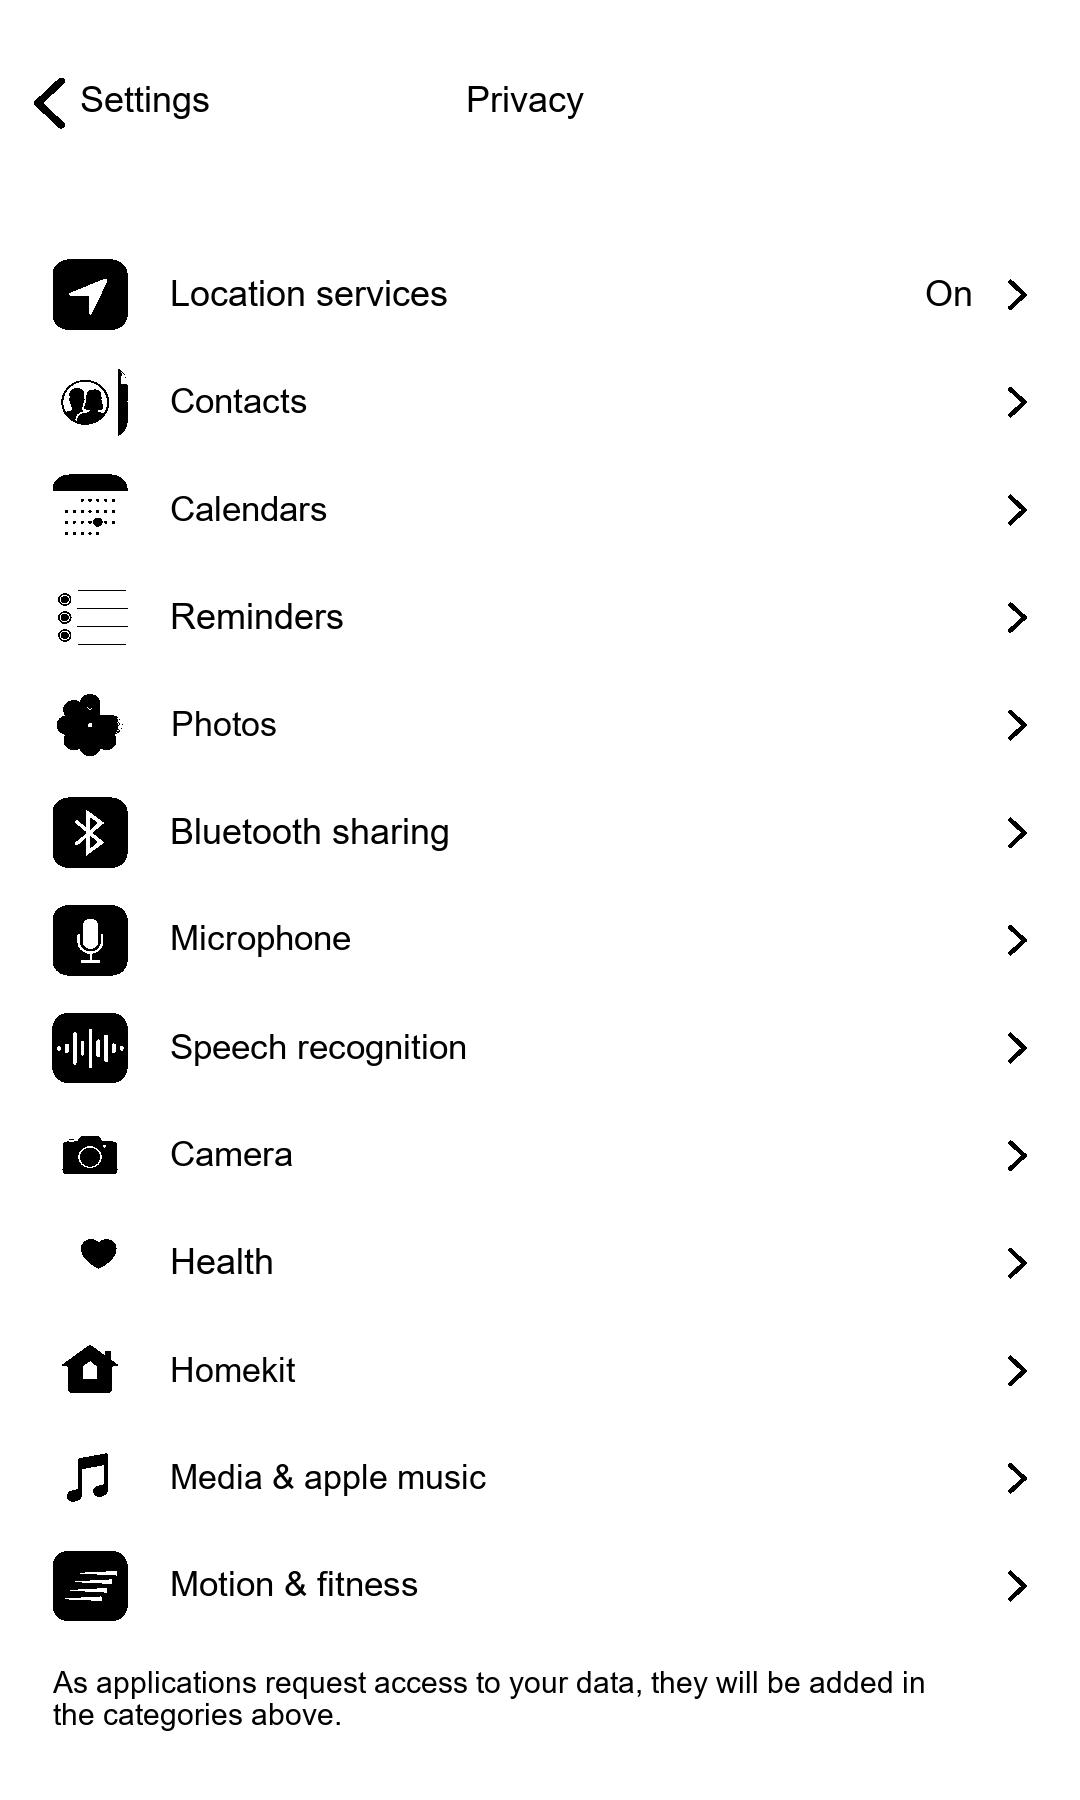 Settings Privacy
Location services On
Contacts
Calendars
Reminders
Photos
Bluetooth sharing
Microphone
Speech recognition
Camera
Health
Homekit
Media & apple music
Motion & fitness
As applications request access to your data, they will be added in
the categories above.